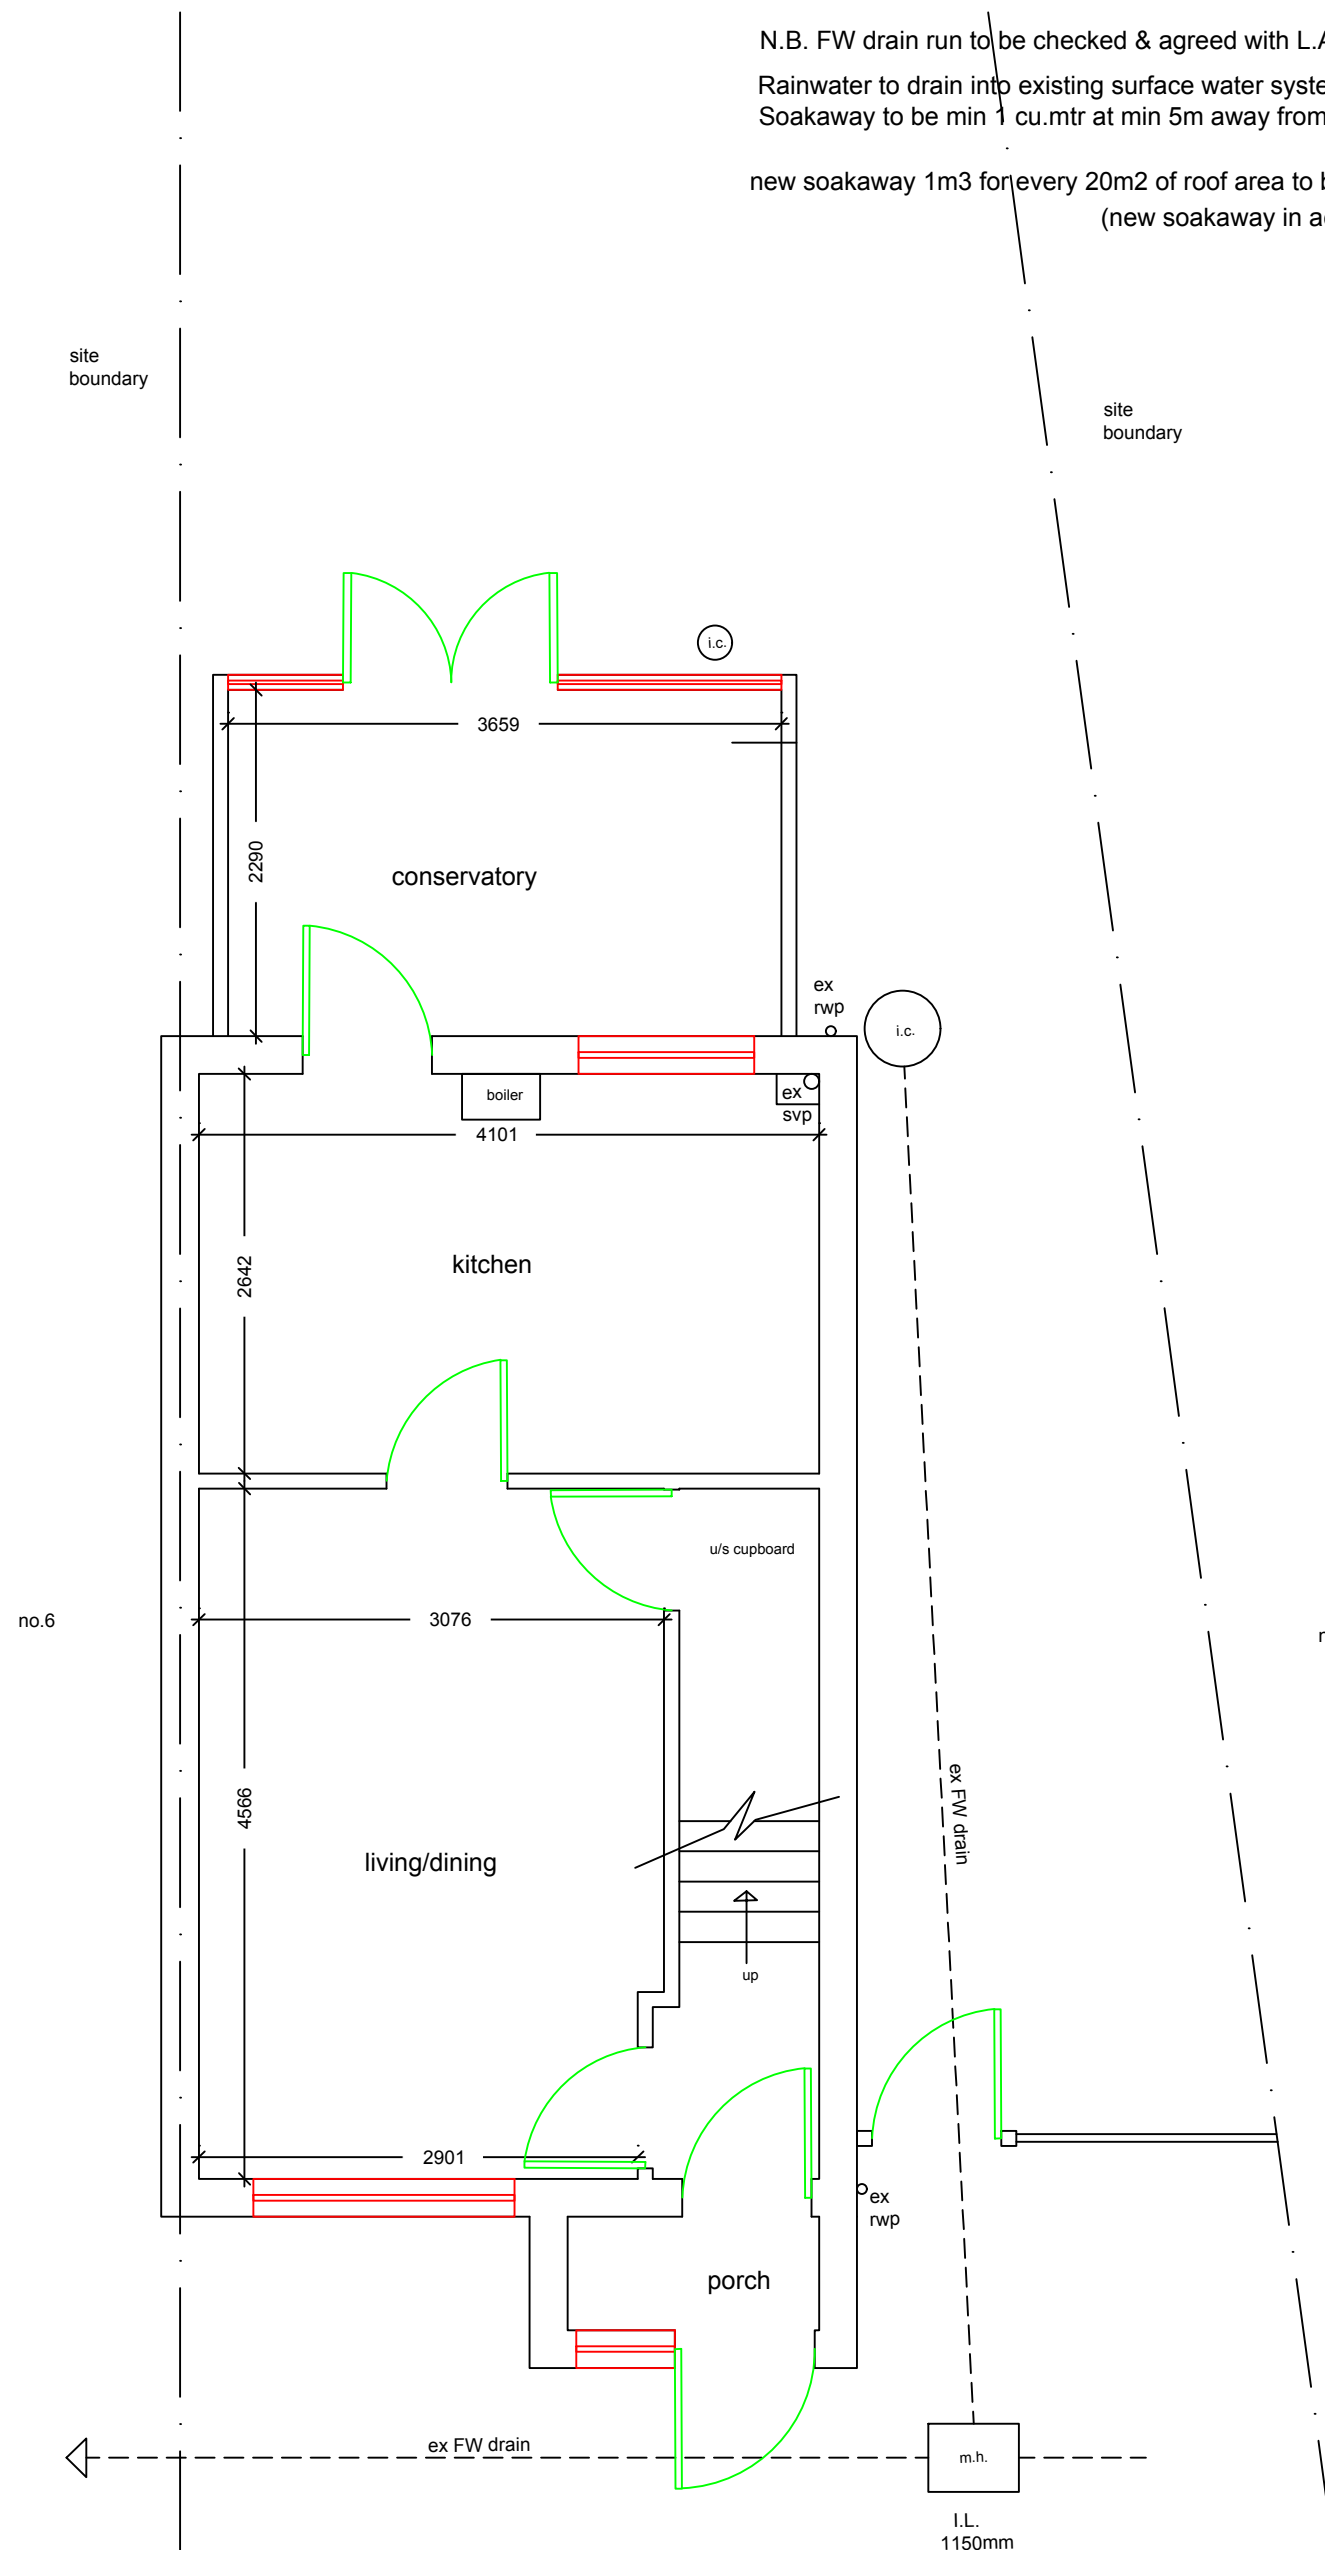 N.B. FW drain run to be checked & agreed with L.A
Rainwater to drain into existing surface water syste
Soakaway to be min 1 cu.mtr at min 5m away from
new soakaway 1m3 for every 20m2 of roof area to b
(new soakaway in a
site
boundary
site
boundary
i.c.
3659
2290
conservatory
ex
rwp
i.c.
boiler
ex
svp
4101
2642
kitchen
u/s cupboard
no.6
3076
4566
ex FW drain
living/dining
up
2901
ex
rwp
porch
ex FW drain
m.h.
I.L.
1150mm